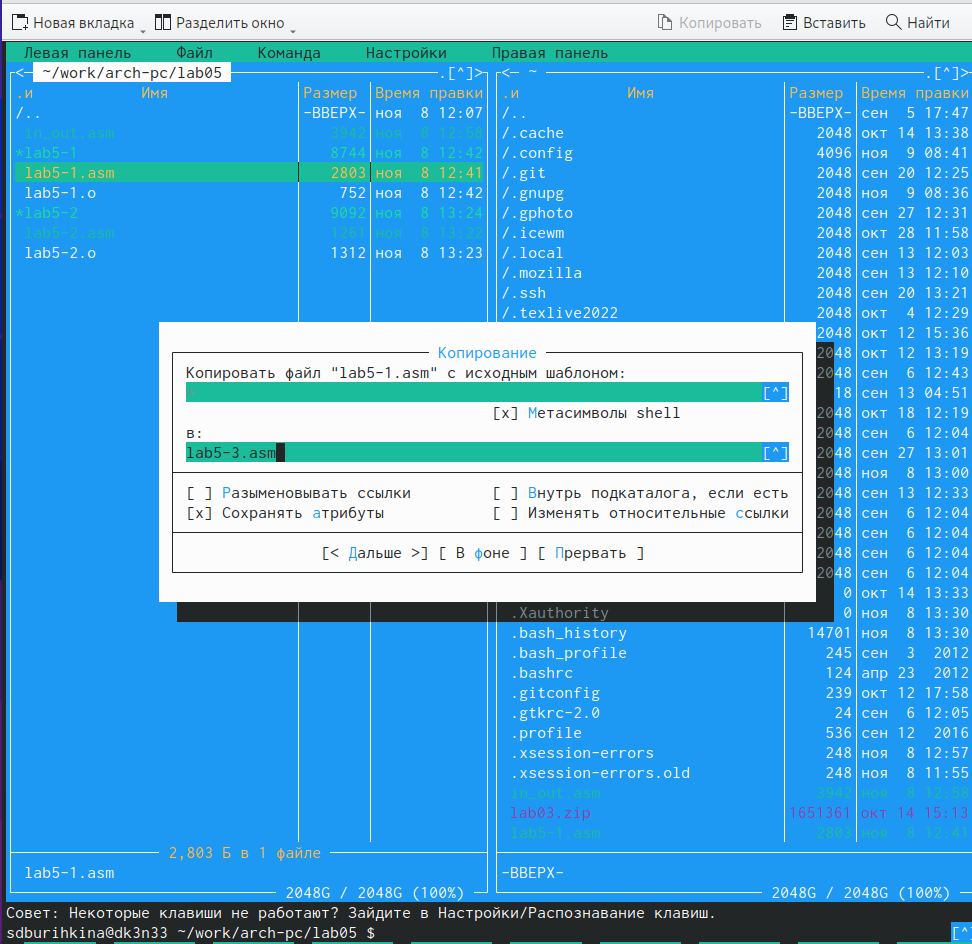 Новая вкладка Разделить окно Копировать Вставить Найти
Левая панель Файл Команда Настройки Правая панель
<— ~/work/arch-pc/lab05 .[^]>
.и Имя Размер Время правки
/.. -ВВЕРХ- ноя 8 12:07
in_out.asm 3942 ноя 8 12:58
*lab5-1 8744 ноя 8 12:42
lab5-1.asm 2803 ноя 8 12:41
lab5-1.o 752 ноя 8 12:42
*lab5-2 9092 ноя 8 13:24
lab5-2.asm 1261 ноя 8 13:22
lab5-2.o 1312 ноя 8 13:23
2,803 Б в 1 файле
lab5-1.asm
2048G / 2048G (100%)
<— ~ .[^]>
.и Имя Размер Время правки
/.. -ВВЕРХ- сен 5 17:47
/.cache 2048 окт 14 13:38
/.config 4096 ноя 9 08:41
/.git 2048 сен 20 12:25
/.gnupg 2048 ноя 9 08:36
/.gphoto 2048 сен 27 12:31
/.icewm 2048 окт 28 11:58
/.local 2048 сен 13 12:03
/.mozilla 2048 сен 13 12:10
/.ssh 2048 сен 20 13:21
/.texlive2022 2048 окт 4 12:29
2048 окт 12 15:36
2048 окт 12 13:19
2048 сен 6 12:43
18 сен 13 04:51
2048 окт 18 12:19
2048 сен 6 12:04
2048 сен 27 13:01
2048 ноя 8 13:00
2048 сен 13 12:33
2048 сен 6 12:04
2048 сен 6 12:04
2048 сен 6 12:04
2048 сен 6 12:04
0 окт 14 13:33
.Xauthority 0 ноя 8 13:30
.bash_history 14701 ноя 8 13:30
.bash_profile 245 сен 3 2012
.bashrc 124 апр 23 2012
.gitconfig 239 окт 12 17:58
.gtkrc-2.0 24 сен 6 12:05
.profile 536 сен 12 2016
.xsession-errors 248 ноя 8 12:57
.xsession-errors.old 248 ноя 8 11:55
in_out.asm 3942 ноя 8 12:58
lab03.zip 1651361 окт 14 15:13
lab5-1.asm 2803 ноя 8 12:41
-ВВЕРХ-
2048G / 2048G (100%)
Копирование
Копировать файл "lab5-1.asm" с исходным шаблоном:
[^]
[x] Метасимволы shell
в:
lab5-3.asm [^]
[ ] Разыменовывать ссылки [ ] Внутрь подкаталога, если есть
[x] Сохранять атрибуты [ ] Изменять относительные ссылки
[< Дальше >] [ В фоне ] [ Прервать ]
Совет: Некоторые клавиши не работают? Зайдите в Настройки/Распознавание клавиш.
sdburihkina@dk3n33 ~/work/arch-pc/lab05 $ [^